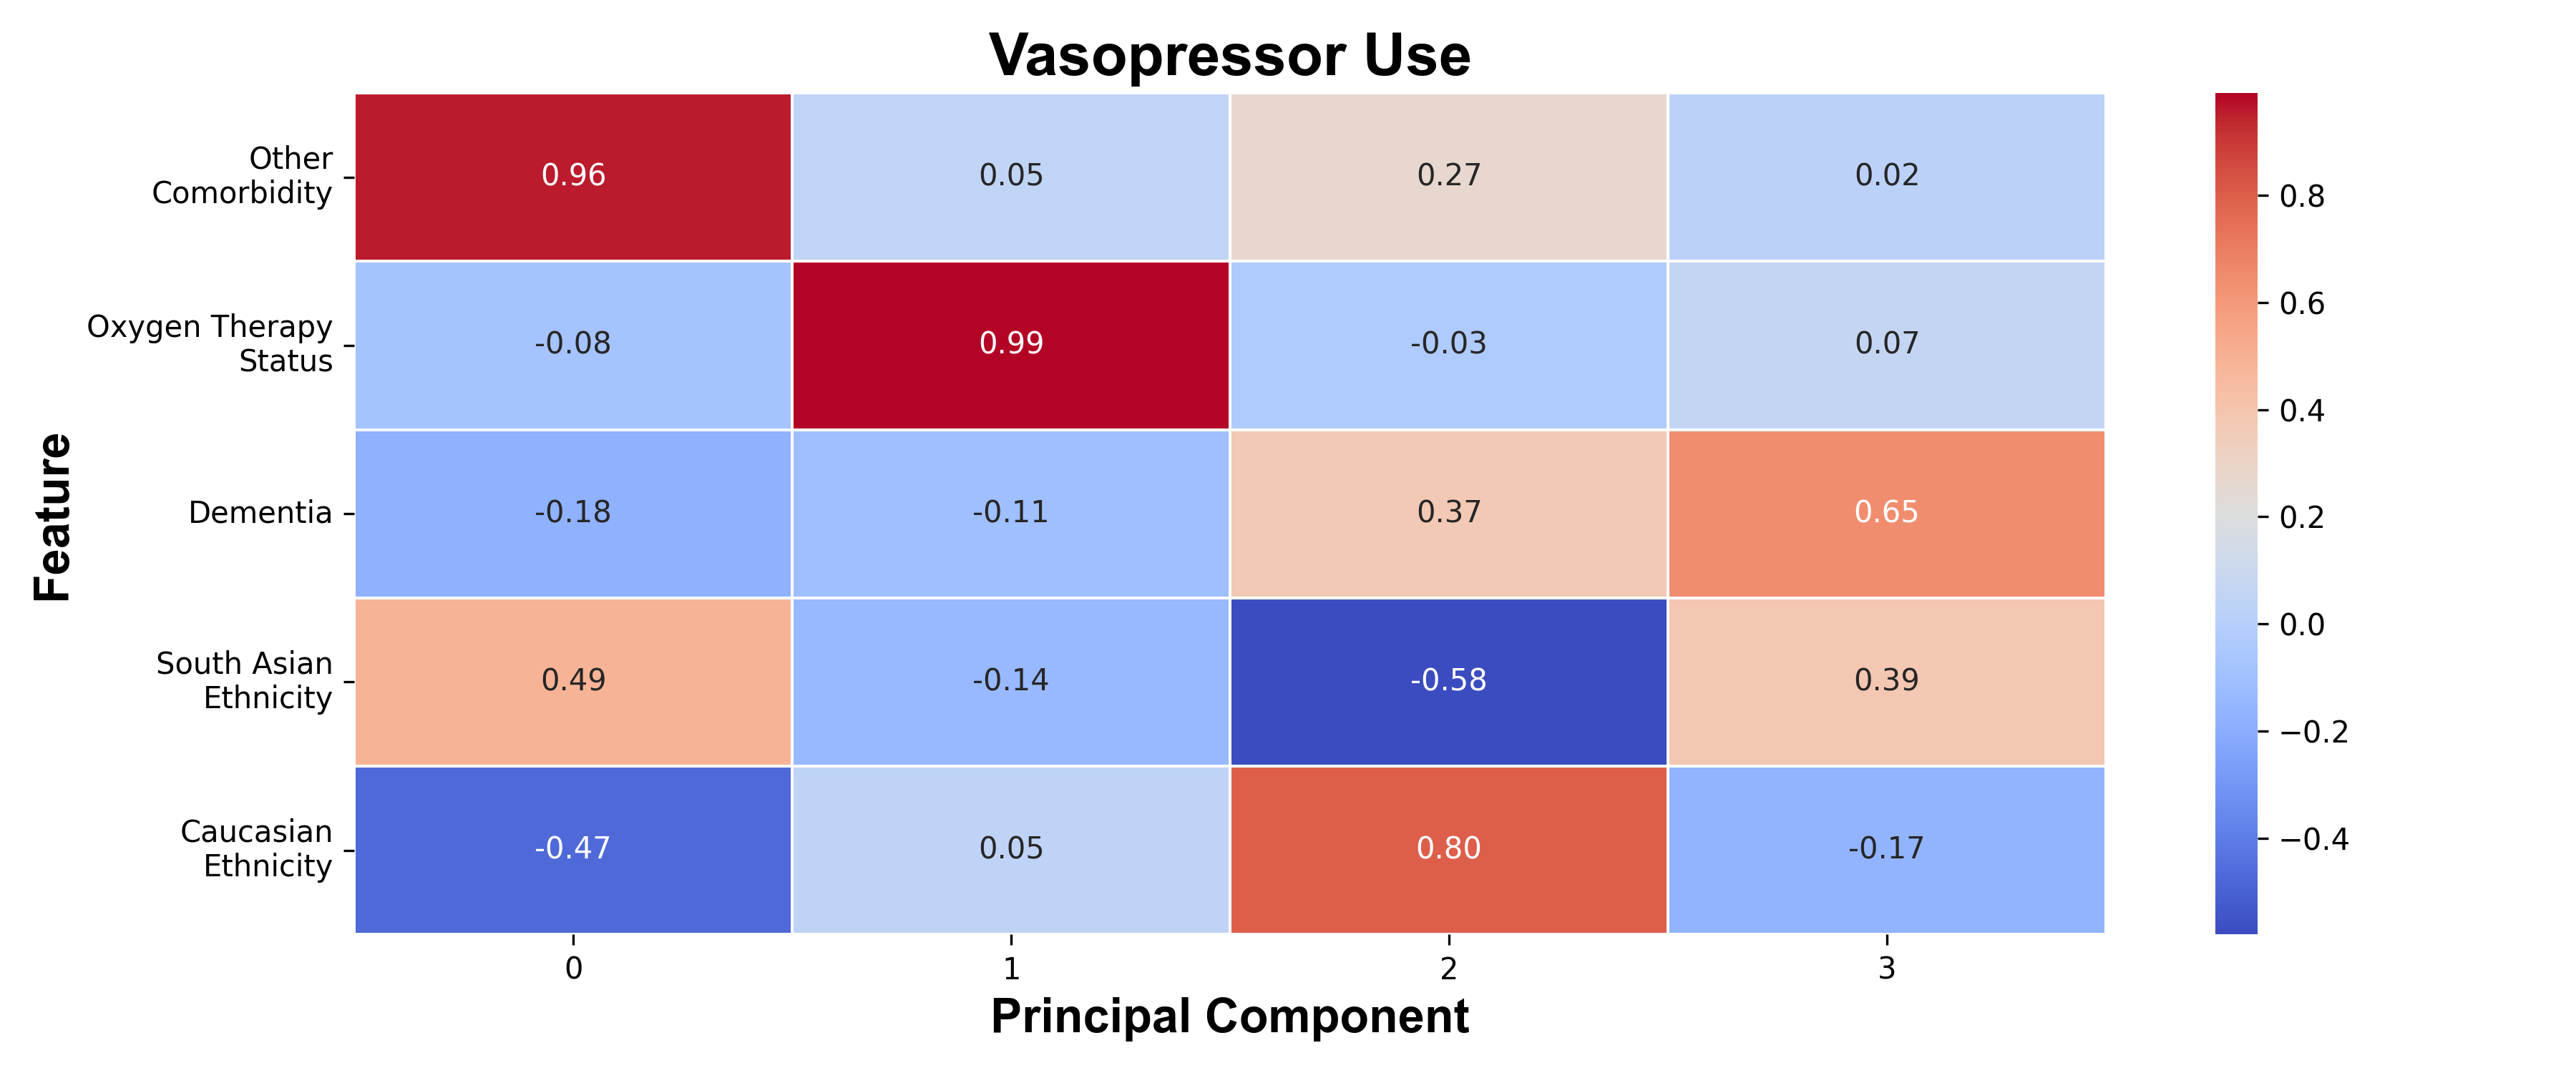 Vasopressor Use
Feature
Other
Comorbidity
0.96 0.05 0.27 0.02
Oxygen Therapy
Status
-0.08 0.99 -0.03 0.07
Dementia
-0.18 -0.11 0.37 0.65
South Asian
Ethnicity
0.49 -0.14 -0.58 0.39
Caucasian
Ethnicity
-0.47 0.05 0.80 -0.17
0 1 2 3
Principal Component
0.8
0.6
0.4
0.2
0.0
−0.2
−0.4